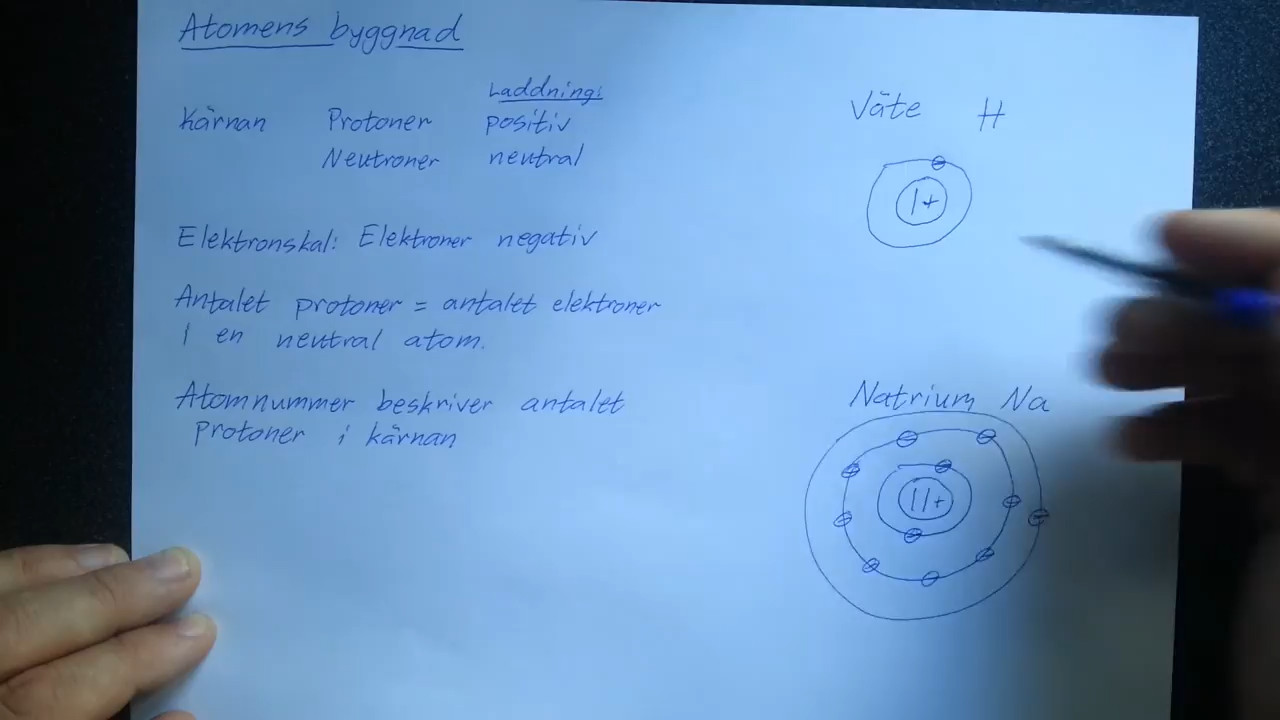 Atomens byggnad
Laddning:
Kärnan Protoner positiv
Neutroner neutral
Elektronskal: Elektroner negativ
Antalet protoner = antalet elektroner
I en neutral atom.
Atomnummer beskriver antalet
Protoner i kärnan
Väte H
1+
Natrium Na
11+